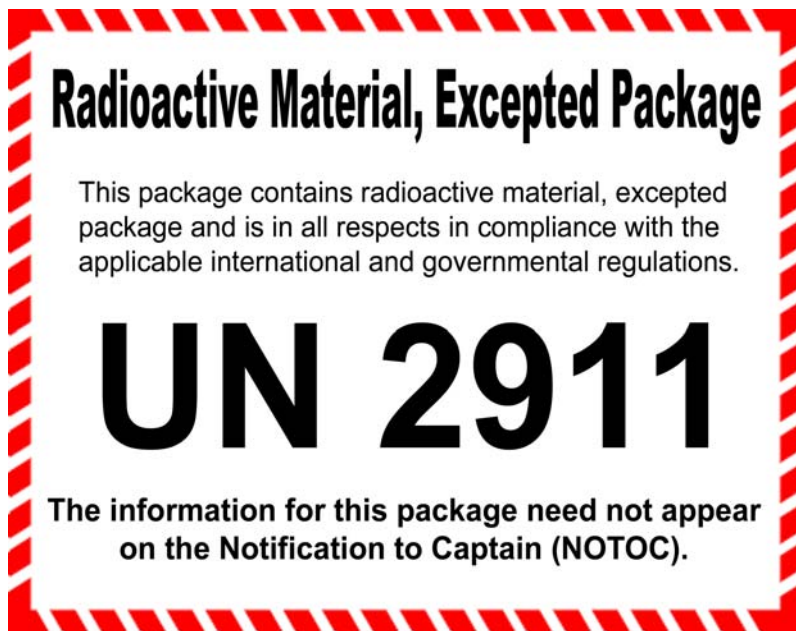 Radioactive Material, Excepted Package
This package contains radioactive material, excepted
package and is in all respects in compliance with the
applicable international and governmental regulations.
UN 2911
The information for this package need not appear
on the Notification to Captain (NOTOC).